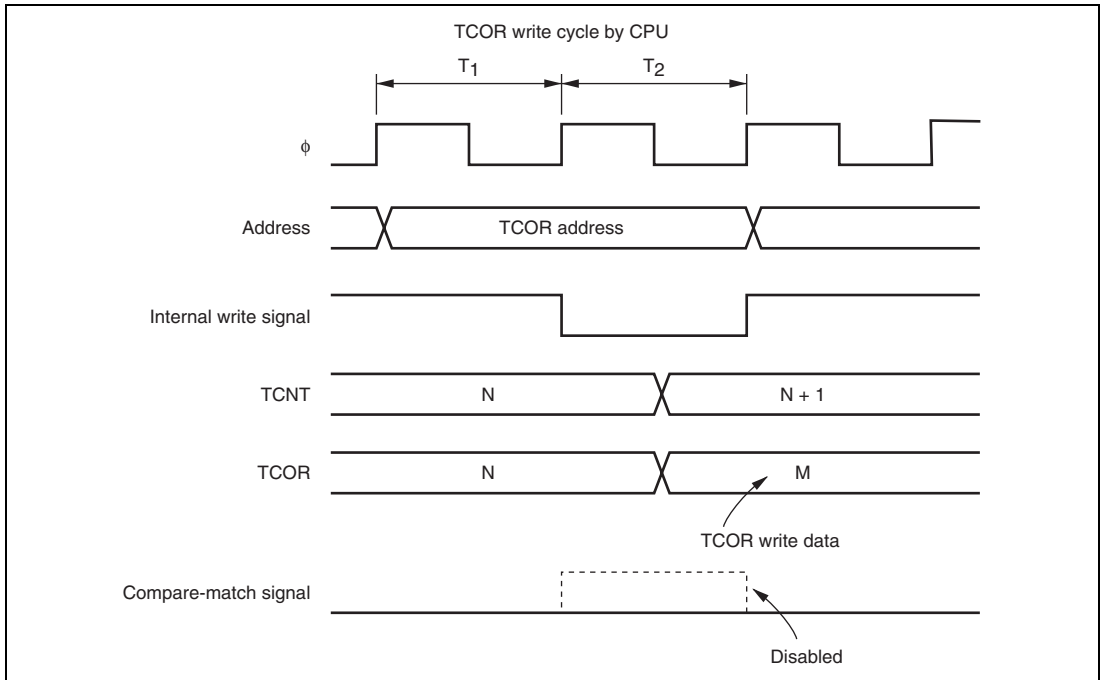 TCOR write cycle by CPU
T1 T2
ϕ
Address TCOR address
Internal write signal
TCNT N N + 1
TCOR N M
TCOR write data
Compare-match signal
Disabled